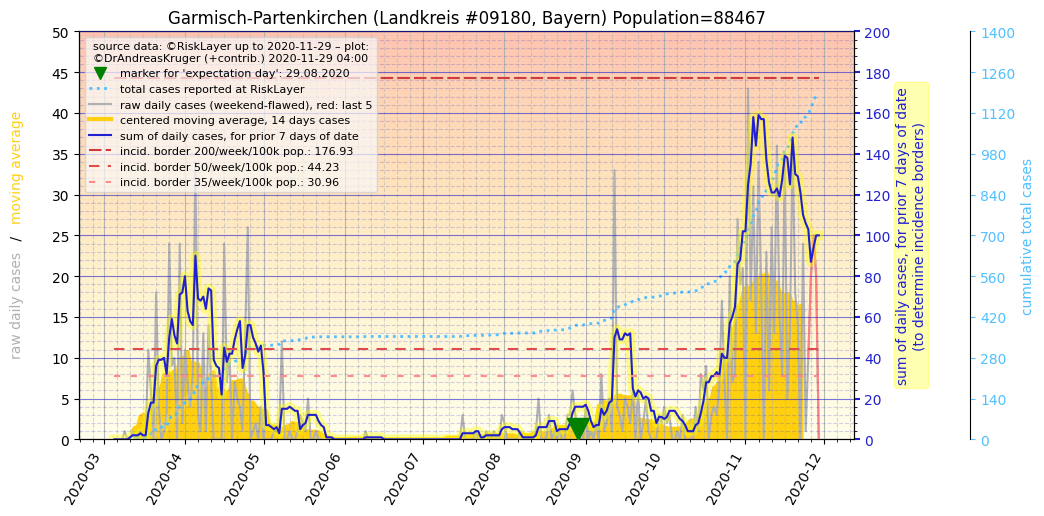 Garmisch-Partenkirchen (Landkreis #09180, Bayern) Population=88467
source data: ©RiskLayer up to 2020-11-29 – plot:
©DrAndreasKruger (+contrib.) 2020-11-29 04:00
marker for 'expectation day': 29.08.2020
total cases reported at RiskLayer
raw daily cases (weekend-flawed), red: last 5
centered moving average, 14 days cases
sum of daily cases, for prior 7 days of date
incid. border 200/week/100k pop.: 176.93
incid. border 50/week/100k pop.: 44.23
incid. border 35/week/100k pop.: 30.96
raw daily cases / moving average
50
45
40
35
30
25
20
15
10
5
0
2020-03
2020-04
2020-05
2020-06
2020-07
2020-08
2020-09
2020-10
2020-11
2020-12
200
180
160
140
120
100
80
60
40
20
0
sum of daily cases, for prior 7 days of date
(to determine incidence borders)
1400
1260
1120
980
840
700
560
420
280
140
0
cumulative total cases